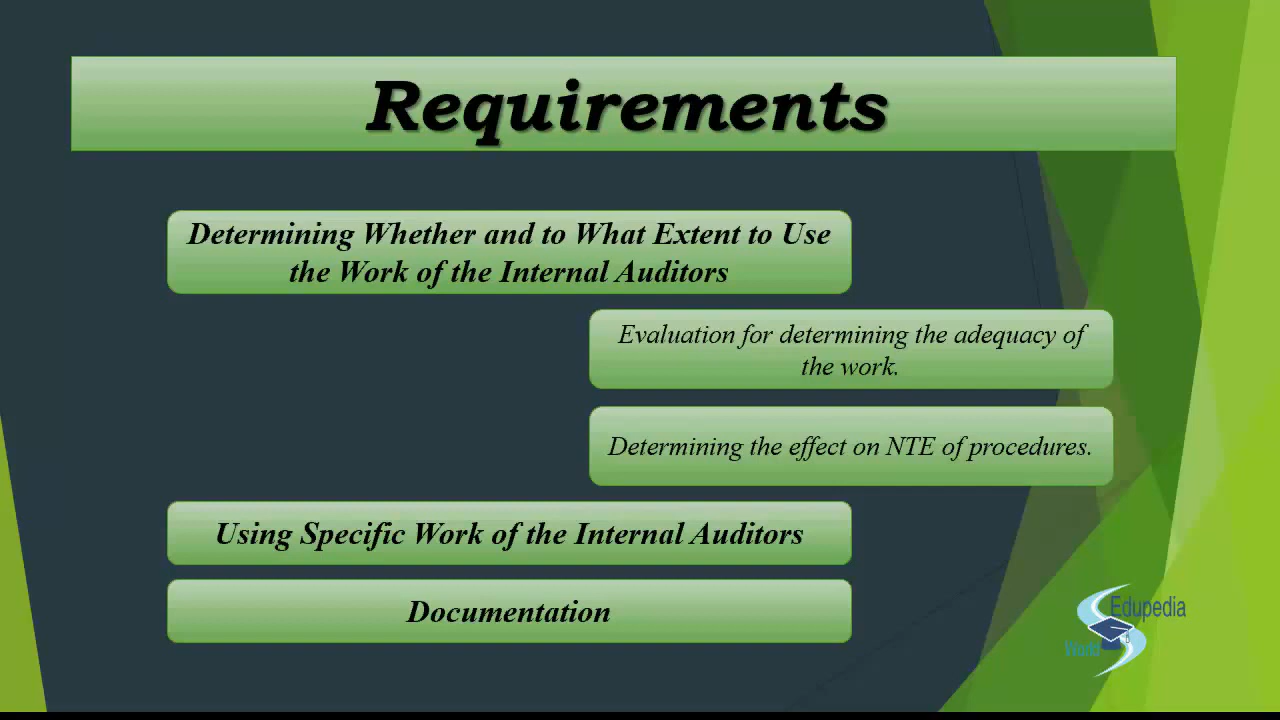 Requirements
Determining Whether and to What Extent to Use
the Work of the Internal Auditors
Evaluation for determining the adequacy of
the work.
Determining the effect on NTE of procedures.
Using Specific Work of the Internal Auditors
Documentation
Edupedia
World